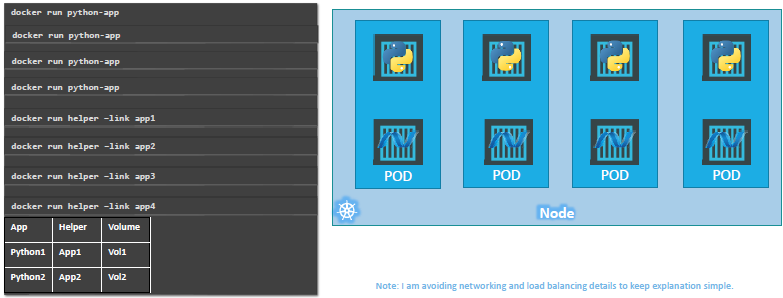 docker run python-app
docker run python-app
docker run python-app
docker run python-app
docker run helper -link app1
docker run helper -link app2
docker run helper -link app3
docker run helper -link app4
App Helper Volume
Python1 App1 Vol1
Python2 App2 Vol2
POD POD POD POD
Node
Note: I am avoiding networking and load balancing details to keep explanation simple.